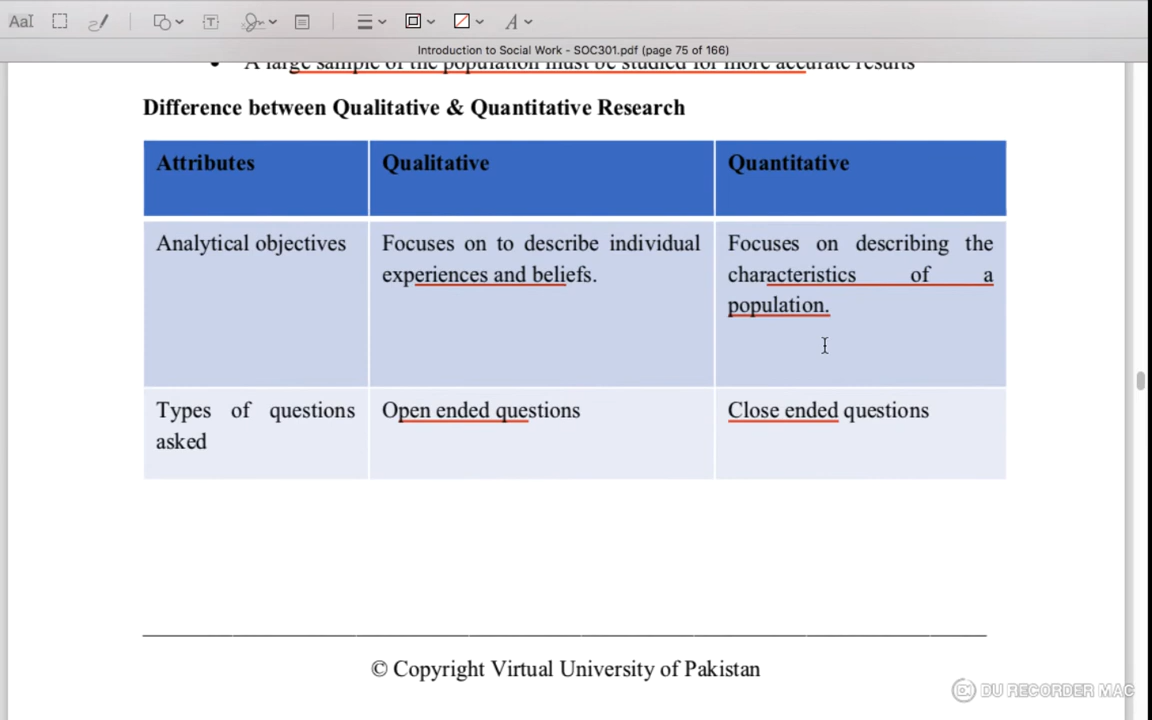 AaI
A
Introduction to Social Work - SOC301.pdf (page 75 of 166)
A large sample of the population must be studied for more accurate results
Difference between Qualitative & Quantitative Research
Attributes Qualitative Quantitative
Analytical objectives Focuses on to describe individual Focuses on describing the
experiences and beliefs. characteristics of a
population.
Types of questions Open ended questions Close ended questions
asked
© Copyright Virtual University of Pakistan
DU RECORDER MAC